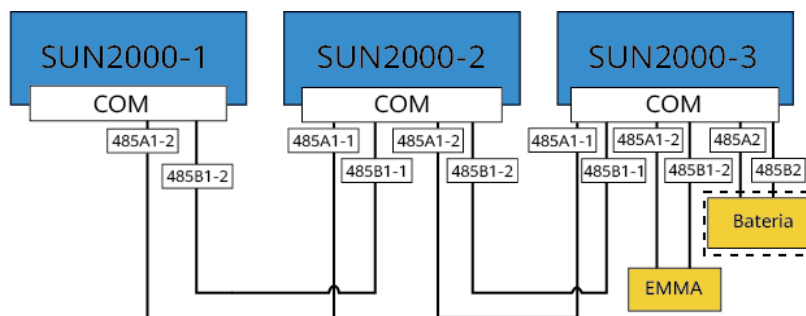 SUN2000-1
SUN2000-2
SUN2000-3
COM
COM
COM
485A1-2
485A1-1
485A1-2
485A1-1
485A1-2
485A2
485B1-2
485B1-1
485B1-2
485B1-1
485B1-2
485B2
Bateria
EMMA